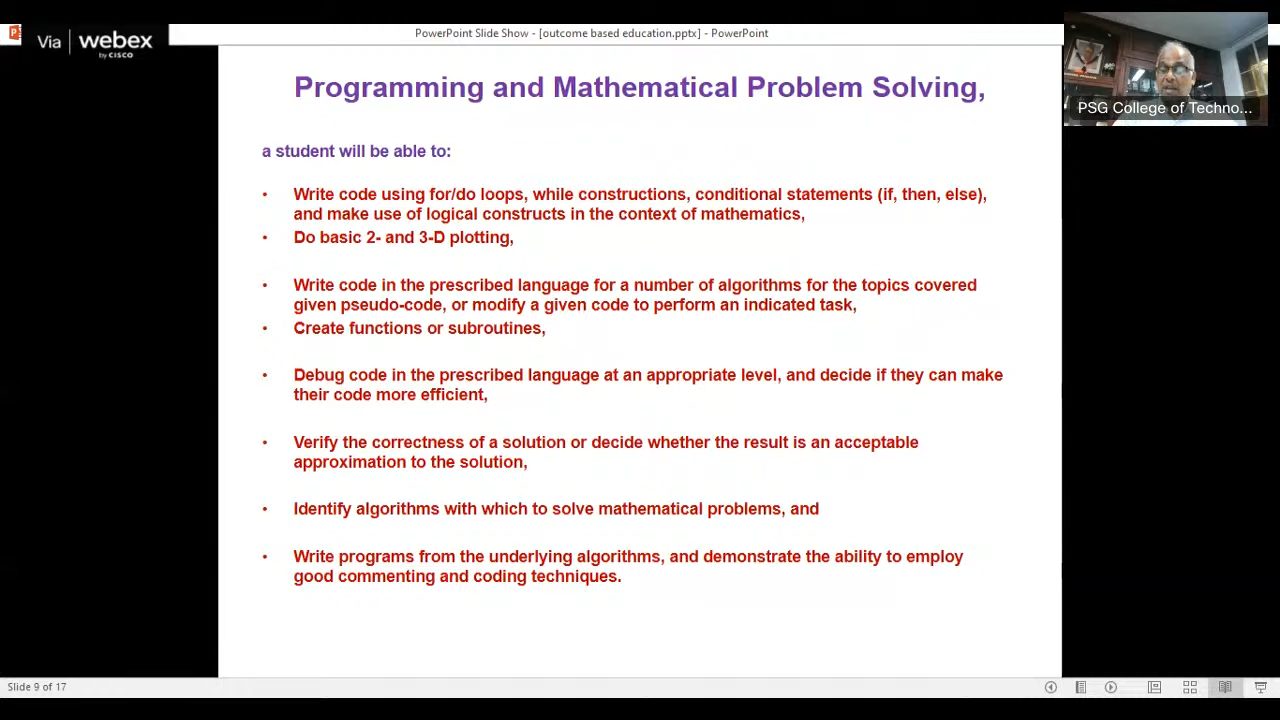 PowerPoint Slide Show - [outcome based education.pptx] - PowerPoint
Via webex
by CISCO
PSG College of Techno...
Programming and Mathematical Problem Solving,
a student will be able to:
• Write code using for/do loops, while constructions, conditional statements (if, then, else),
and make use of logical constructs in the context of mathematics,
• Do basic 2- and 3-D plotting,
• Write code in the prescribed language for a number of algorithms for the topics covered
given pseudo-code, or modify a given code to perform an indicated task,
• Create functions or subroutines,
• Debug code in the prescribed language at an appropriate level, and decide if they can make
their code more efficient,
• Verify the correctness of a solution or decide whether the result is an acceptable
approximation to the solution,
• Identify algorithms with which to solve mathematical problems, and
• Write programs from the underlying algorithms, and demonstrate the ability to employ
good commenting and coding techniques.
Slide 9 of 17